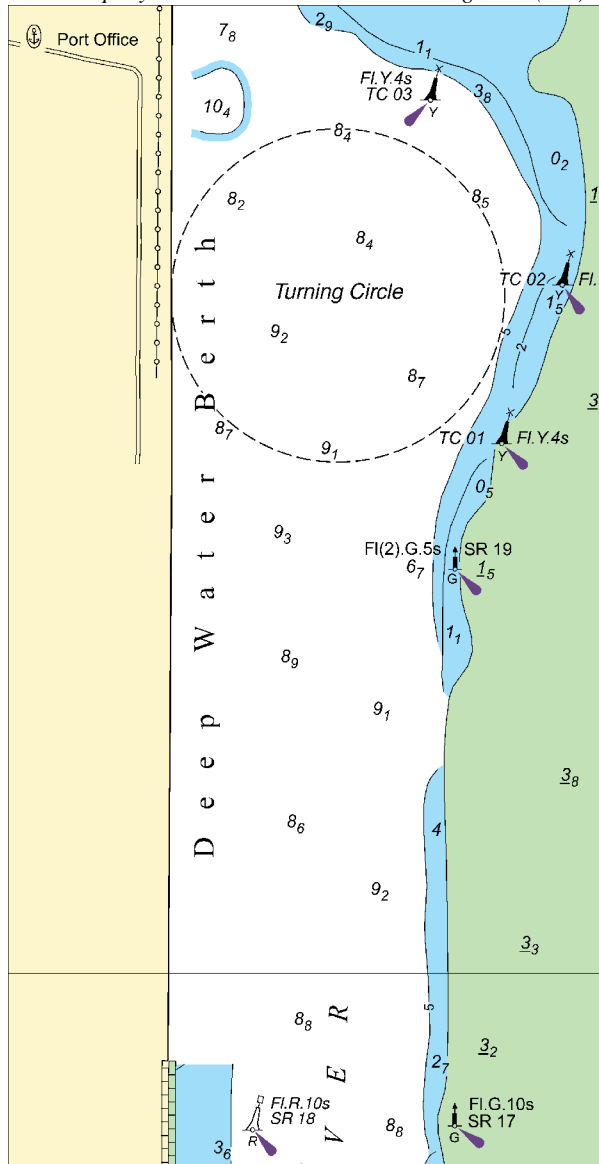 Port Office
7₈
2₉
1₁
Fl.Y.4s
TC 03
3₈
Y
10₄
8₄
0₂
8₂
8₅
1
8₄
TC 02
Fl.
Y
1₅
Turning Circle
5
9₂
2
8₇
3
8₇
9₁
TC 01
Fl.Y.4s
Y
0₅
9₃
Fl(2).G.5s
SR 19
6₇
G
1₅
1₁
8₉
9₁
Deep Water Berth
3₈
8₆
4
9₂
3₃
8₈
5
V E R
3₂
2₇
Fl.R.10s
SR 18
R
3₆
8₈
Fl.G.10s
SR 17
G